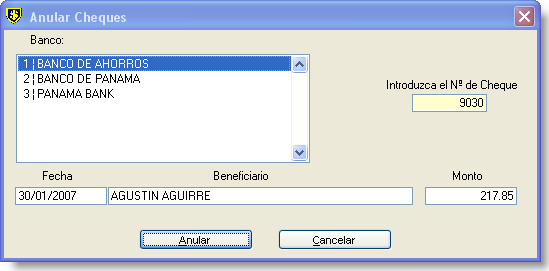 Anular Cheques
Banco:
1 ¦ BANCO DE AHORROS
2 ¦ BANCO DE PANAMA
3 ¦ PANAMA BANK
Introduzca el Nº de Cheque
9030
Fecha Beneficiario Monto
30/01/2007 AGUSTIN AGUIRRE 217.85
Anular Cancelar